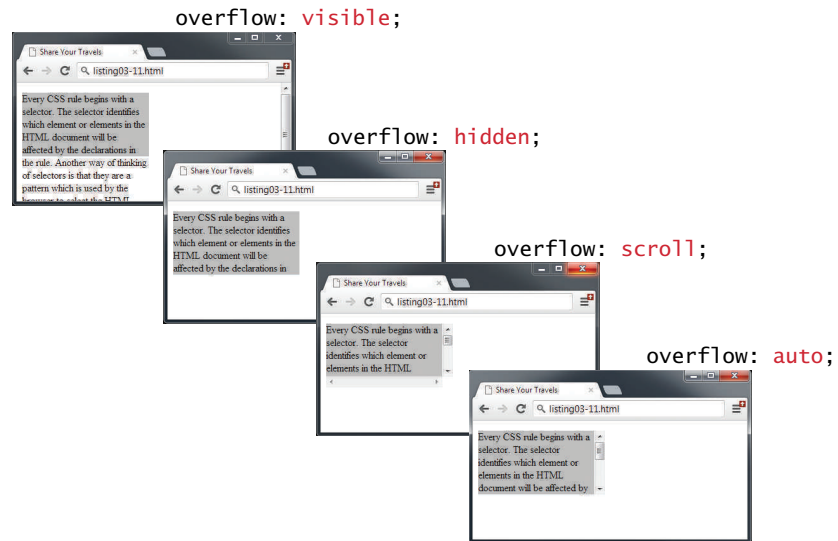 overflow: visible;
Share Your Travels
listing03-11.html
Every CSS rule begins with a
selector. The selector identifies
which element or elements in the
HTML document will be
affected by the declarations in
the rule. Another way of thinking
of selectors is that they are a
pattern which is used by the
browser to select the HTML
overflow: hidden;
Share Your Travels
listing03-11.html
Every CSS rule begins with a
selector. The selector identifies
which element or elements in the
HTML document will be
affected by the declarations in
overflow: scroll;
Share Your Travels
listing03-11.html
Every CSS rule begins with a
selector. The selector
identifies which element or
elements in the HTML
overflow: auto;
Share Your Travels
listing03-11.html
Every CSS rule begins with a
selector. The selector
identifies which element or
elements in the HTML
document will be affected by